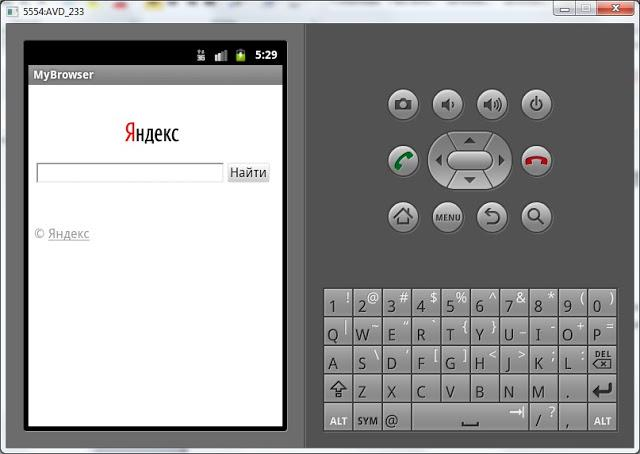 5554:AVD_233
3G 5:29
MyBrowser
Яндекс
Найти
© Яндекс
MENU
1 ! 2 @ 3 # 4 $ 5 % 6 ^ 7 & 8 * 9 ( 0 )
Q | W ~ E " R ` T { Y } U _ I - O + P =
A S \ D ' F [ G ] H < J > K ; L : DEL
Z X C V B N M .
ALT SYM @ / ? , ALT